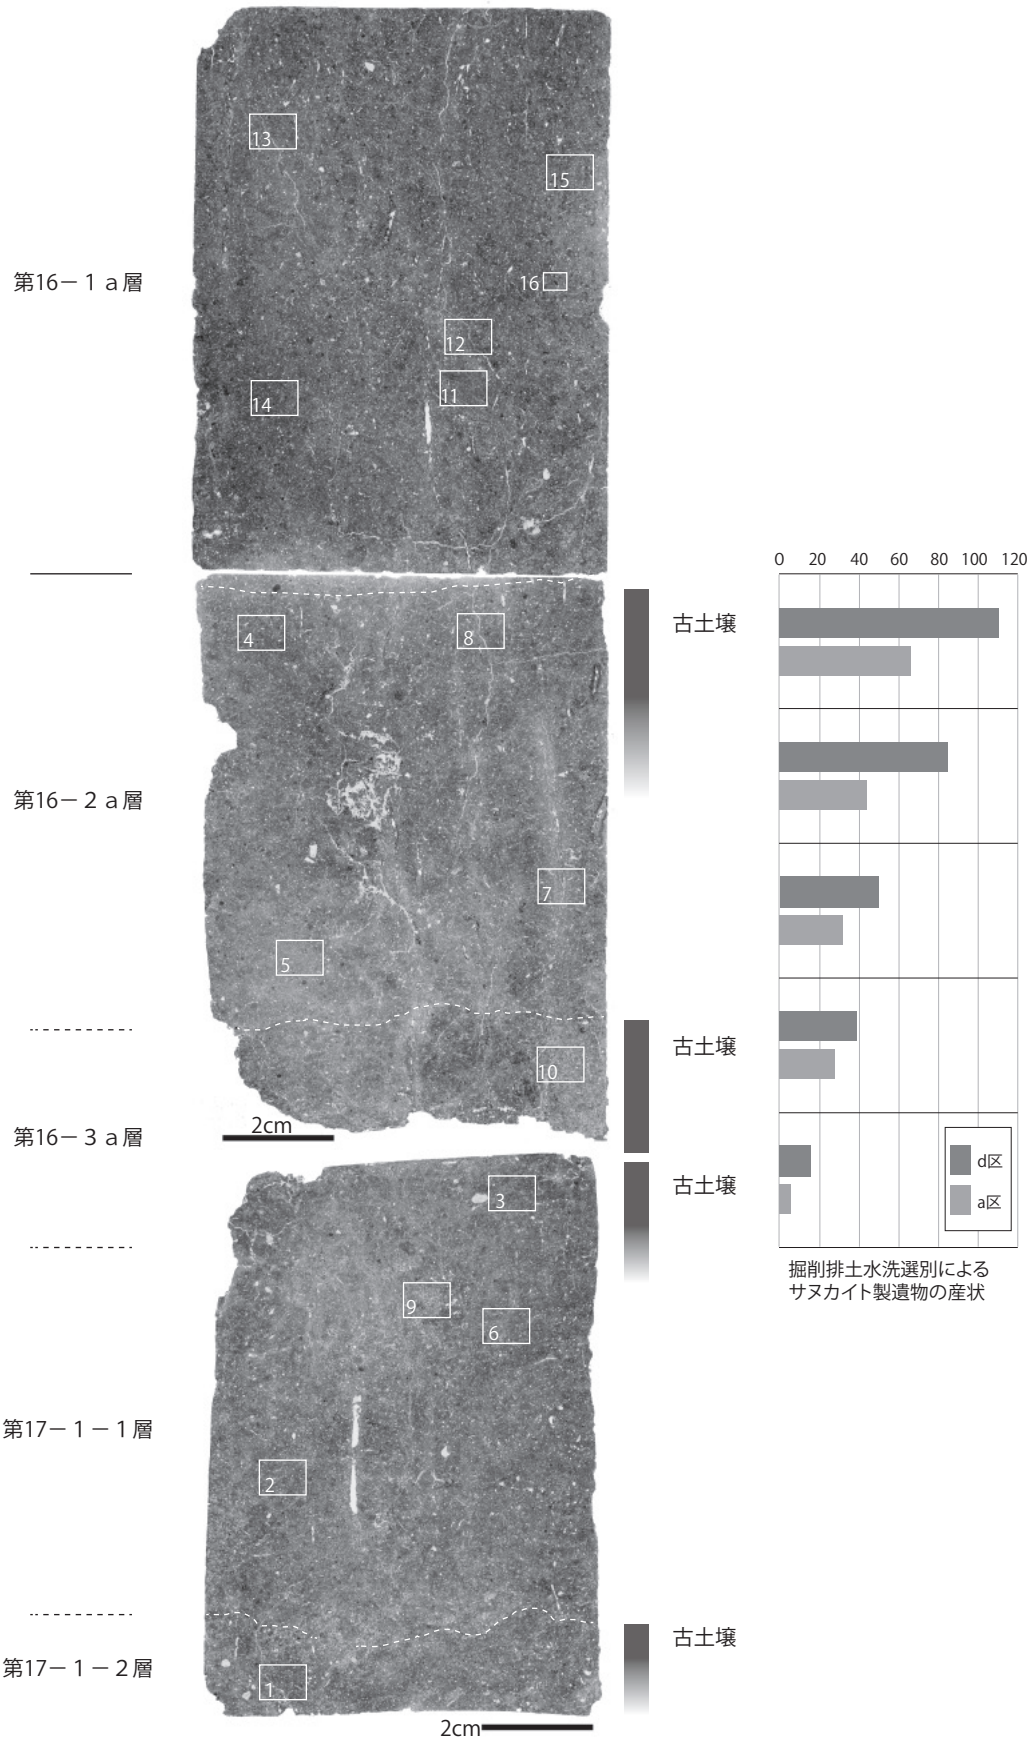 13
15
第16－１ａ層
16
12
11
14
0 20 40 60 80 100 120
古土壌
4
8
第16－２ａ層
7
5
古土壌
10
2cm
第16－３ａ層
d区
古土壌
3
a区
掘削排土水洗選別による
サヌカイト製遺物の産状
9
6
第17－１－１層
2
古土壌
第17－１－２層
1
2cm